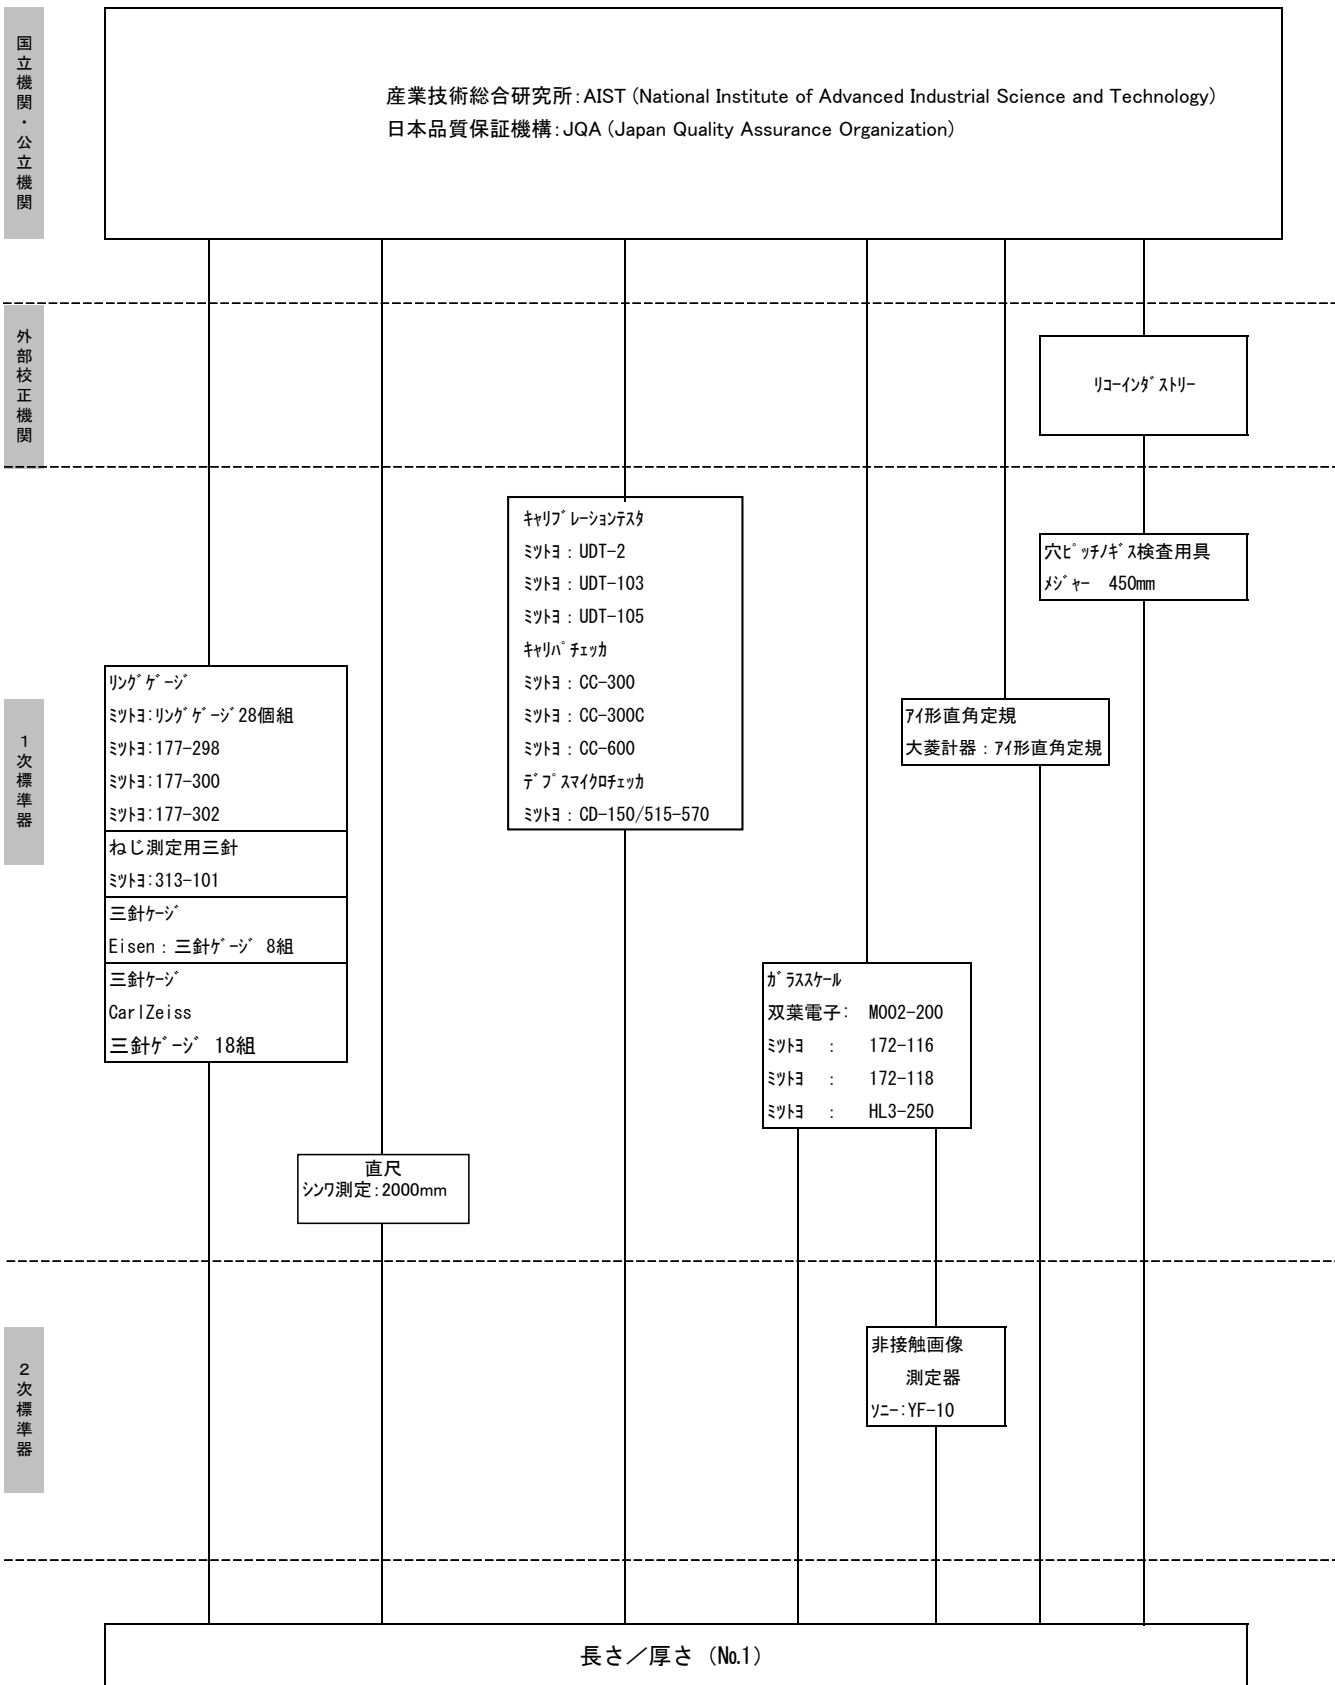 国立機関・公立機関
産業技術総合研究所:AIST (National Institute of Advanced Industrial Science and Technology)
日本品質保証機構:JQA (Japan Quality Assurance Organization)
外部校正機関
ﾘｺｰｲﾝﾀﾞｽﾄﾘｰ
1次標準器
ｷｬﾘﾌﾞﾚｰｼｮﾝﾃｽﾀ
ﾐﾂﾄﾖ：UDT-2
ﾐﾂﾄﾖ：UDT-103
ﾐﾂﾄﾖ：UDT-105
ｷｬﾘﾊﾟﾁｪｯｶ
ﾐﾂﾄﾖ：CC-300
ﾐﾂﾄﾖ：CC-300C
ﾐﾂﾄﾖ：CC-600
ﾃﾞﾌﾟｽﾏｲｸﾛﾁｪｯｶ
ﾐﾂﾄﾖ：CD-150/515-570
穴ﾋﾟｯﾁﾉｷﾞｽ検査用具
ﾒｼﾞｬｰ 450mm
ﾘﾝｸﾞｹﾞｰｼﾞ
ﾐﾂﾄﾖ:ﾘﾝｸﾞｹﾞｰｼﾞ28個組
ﾐﾂﾄﾖ:177-298
ﾐﾂﾄﾖ:177-300
ﾐﾂﾄﾖ:177-302
ねじ測定用三針
ﾐﾂﾄﾖ:313-101
三針ｹｰｼﾞ
Eisen：三針ｹﾞｰｼﾞ 8組
三針ｹｰｼﾞ
CarlZeiss
三針ｹﾞｰｼﾞ 18組
ｱｲ形直角定規
大菱計器：ｱｲ形直角定規
ｶﾞﾗｽｽｹｰﾙ
双葉電子： M002-200
ﾐﾂﾄﾖ ： 172-116
ﾐﾂﾄﾖ ： 172-118
ﾐﾂﾄﾖ ： HL3-250
直尺
ｼﾝﾜ測定:2000mm
2次標準器
非接触画像
測定器
ｿﾆｰ:YF-10
長さ／厚さ（№1）